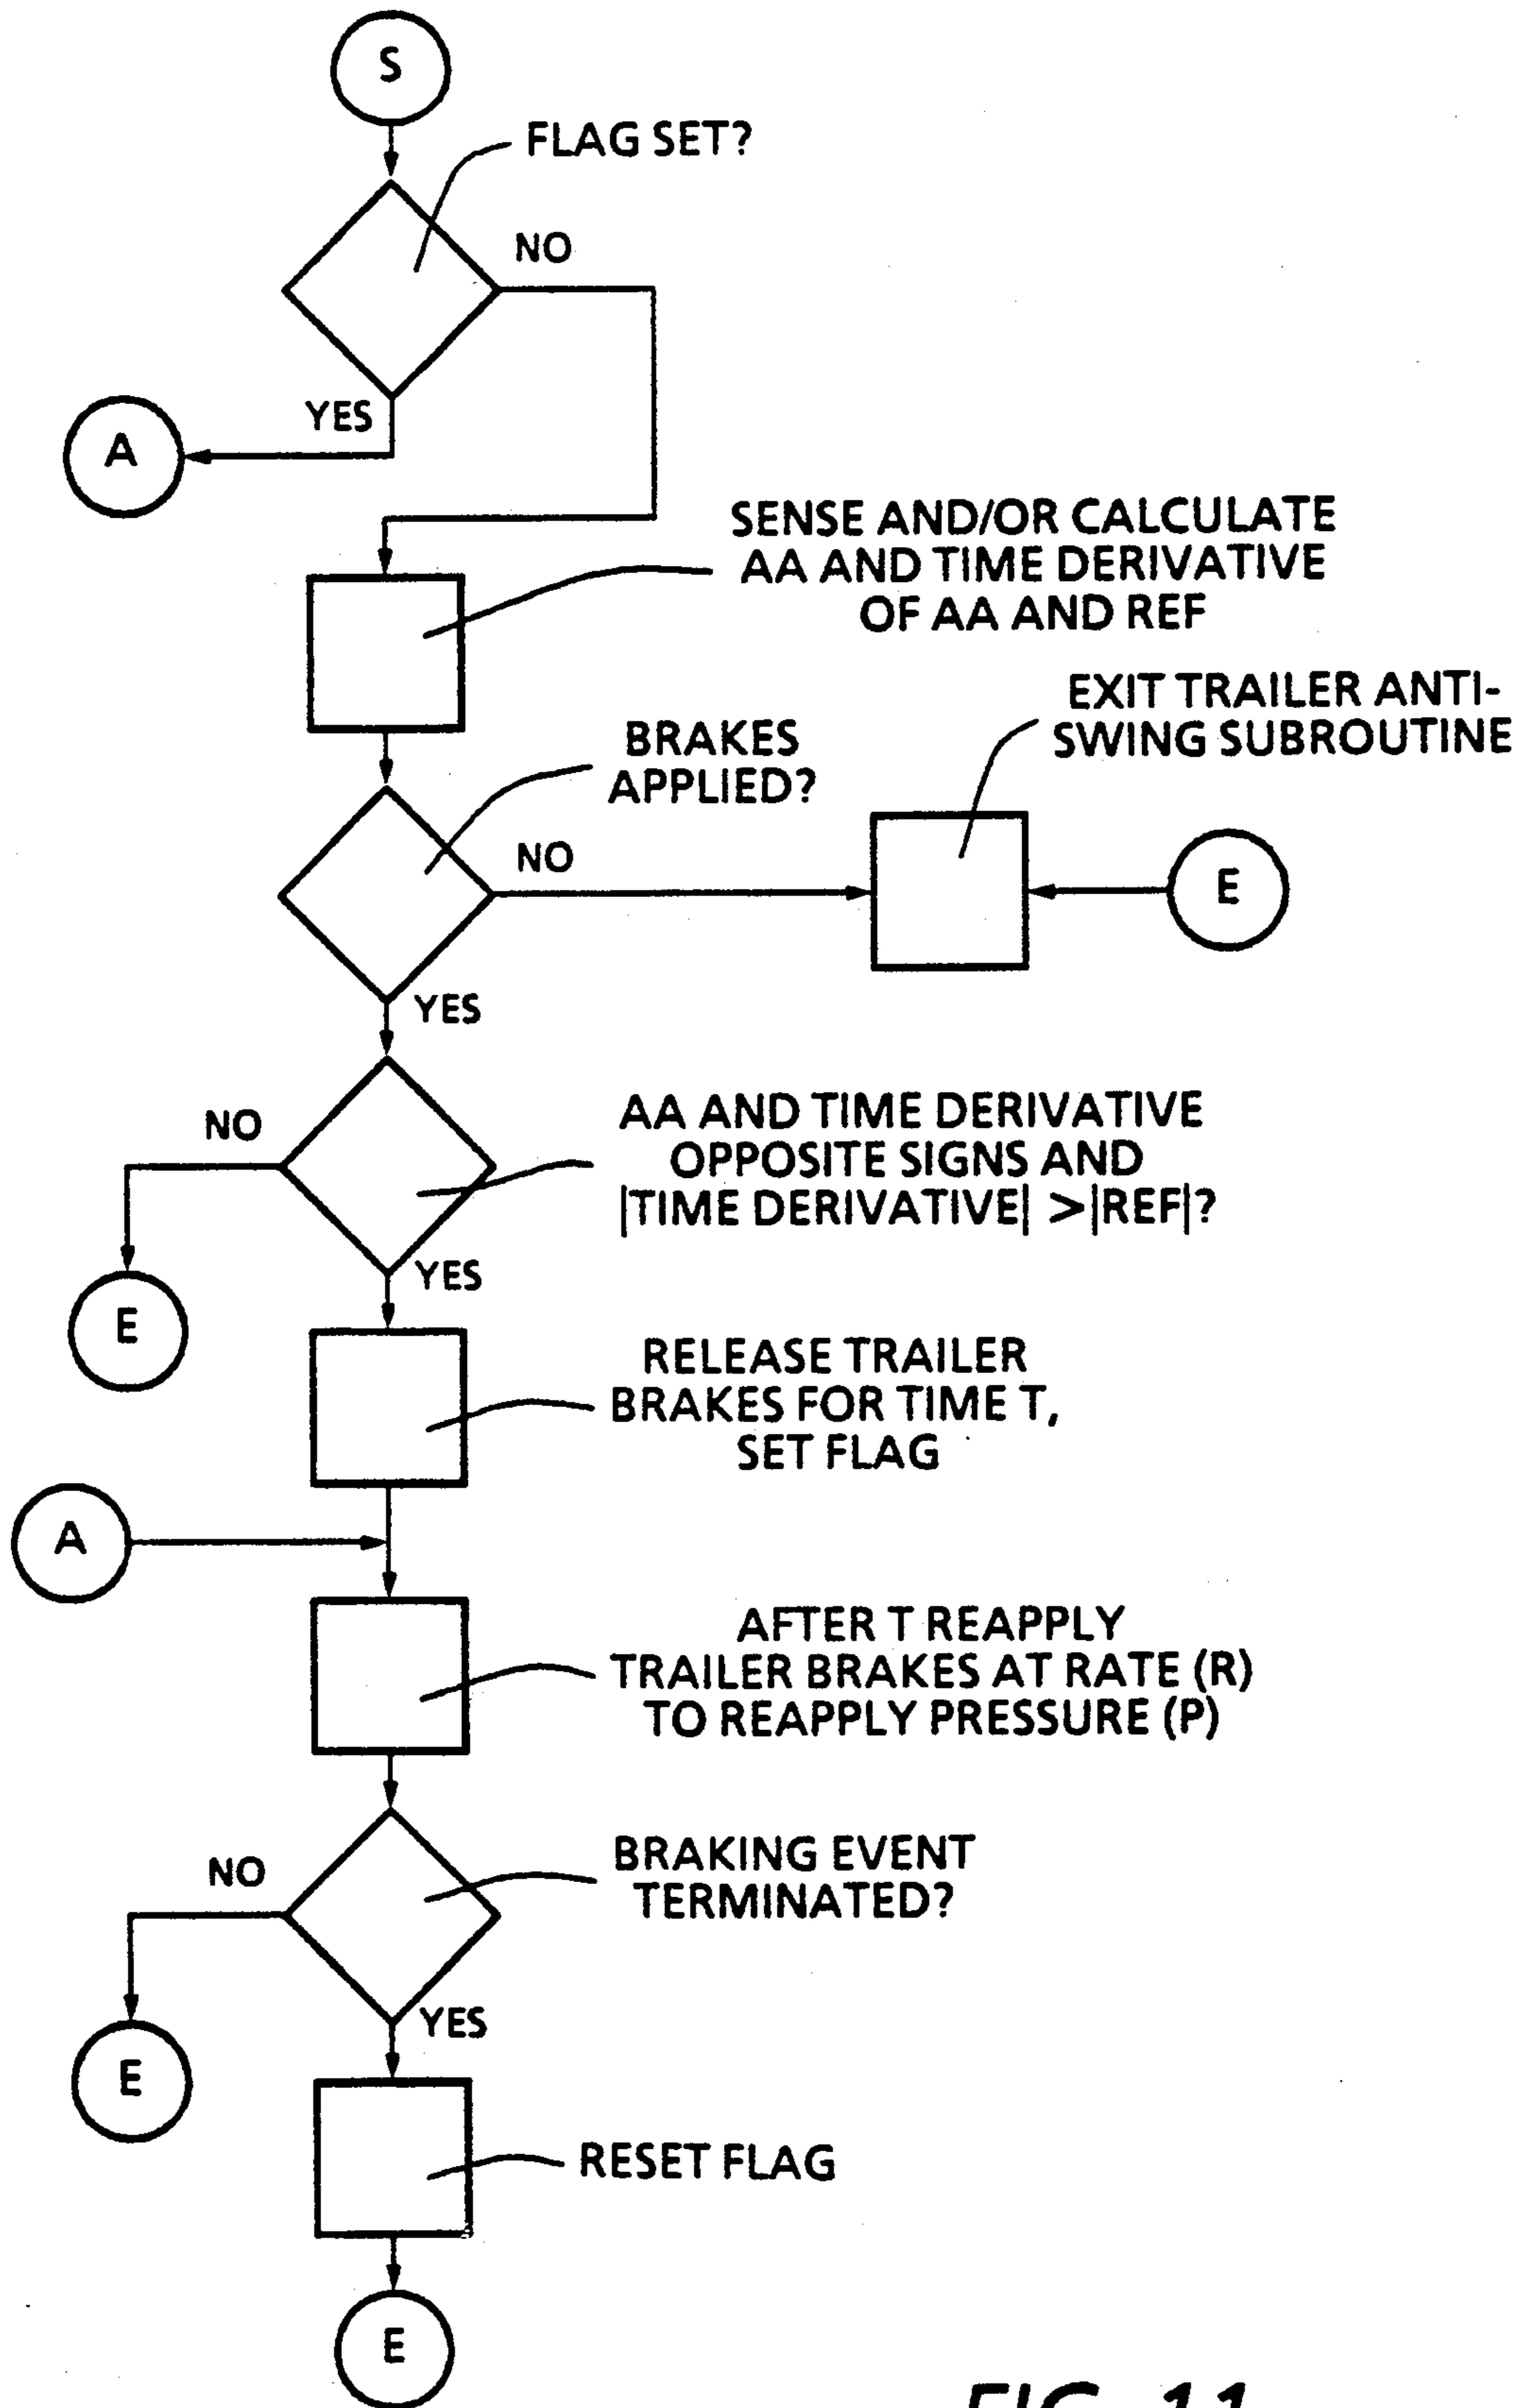 S
FLAG SET?
NO
YES
A
SENSE AND/OR CALCULATE
AA AND TIME DERIVATIVE
OF AA AND REF
EXIT TRAILER ANTI-
SWING SUBROUTINE
BRAKES
APPLIED?
NO
E
YES
NO
AA AND TIME DERIVATIVE
OPPOSITE SIGNS AND
|TIME DERIVATIVE| >|REF|?
E
YES
RELEASE TRAILER
BRAKES FOR TIME T,
SET FLAG
A
AFTER T REAPPLY
TRAILER BRAKES AT RATE (R)
TO REAPPLY PRESSURE (P)
NO
BRAKING EVENT
TERMINATED?
E
YES
RESET FLAG
E
FIG. 11